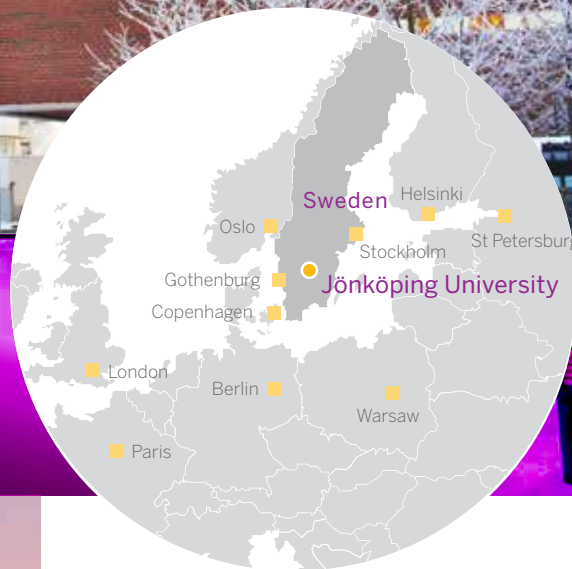 Sweden
Helsinki
Oslo
Stockholm
St Petersburg
Gothenburg
Jönköping University
Copenhagen
London
Berlin
Warsaw
Paris